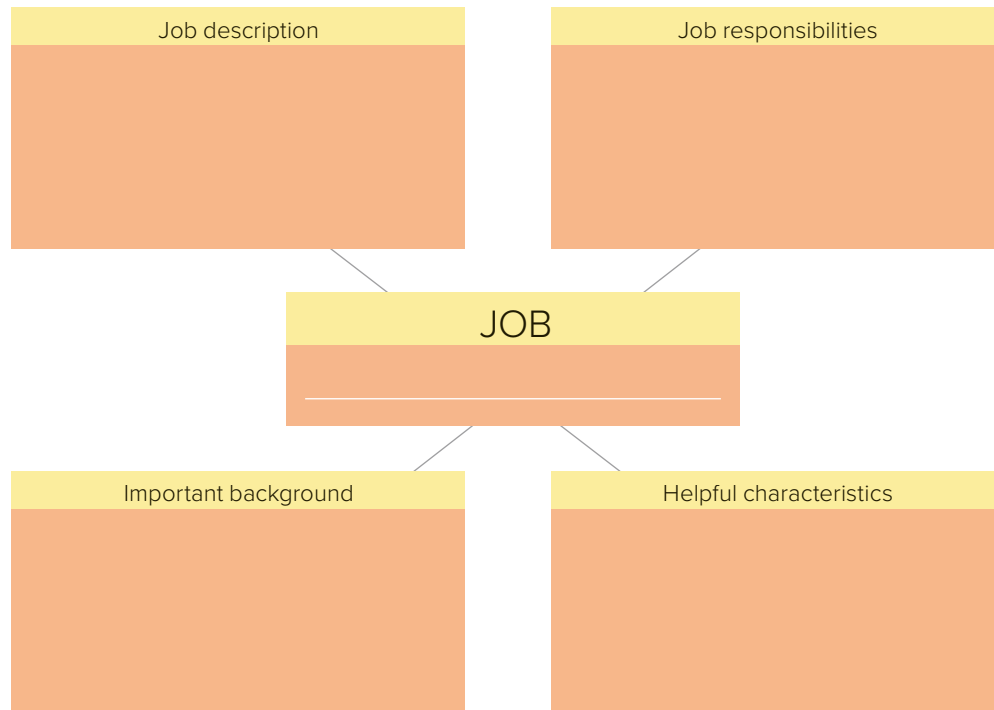 Job description
Job responsibilities
JOB
Important background
Helpful characteristics